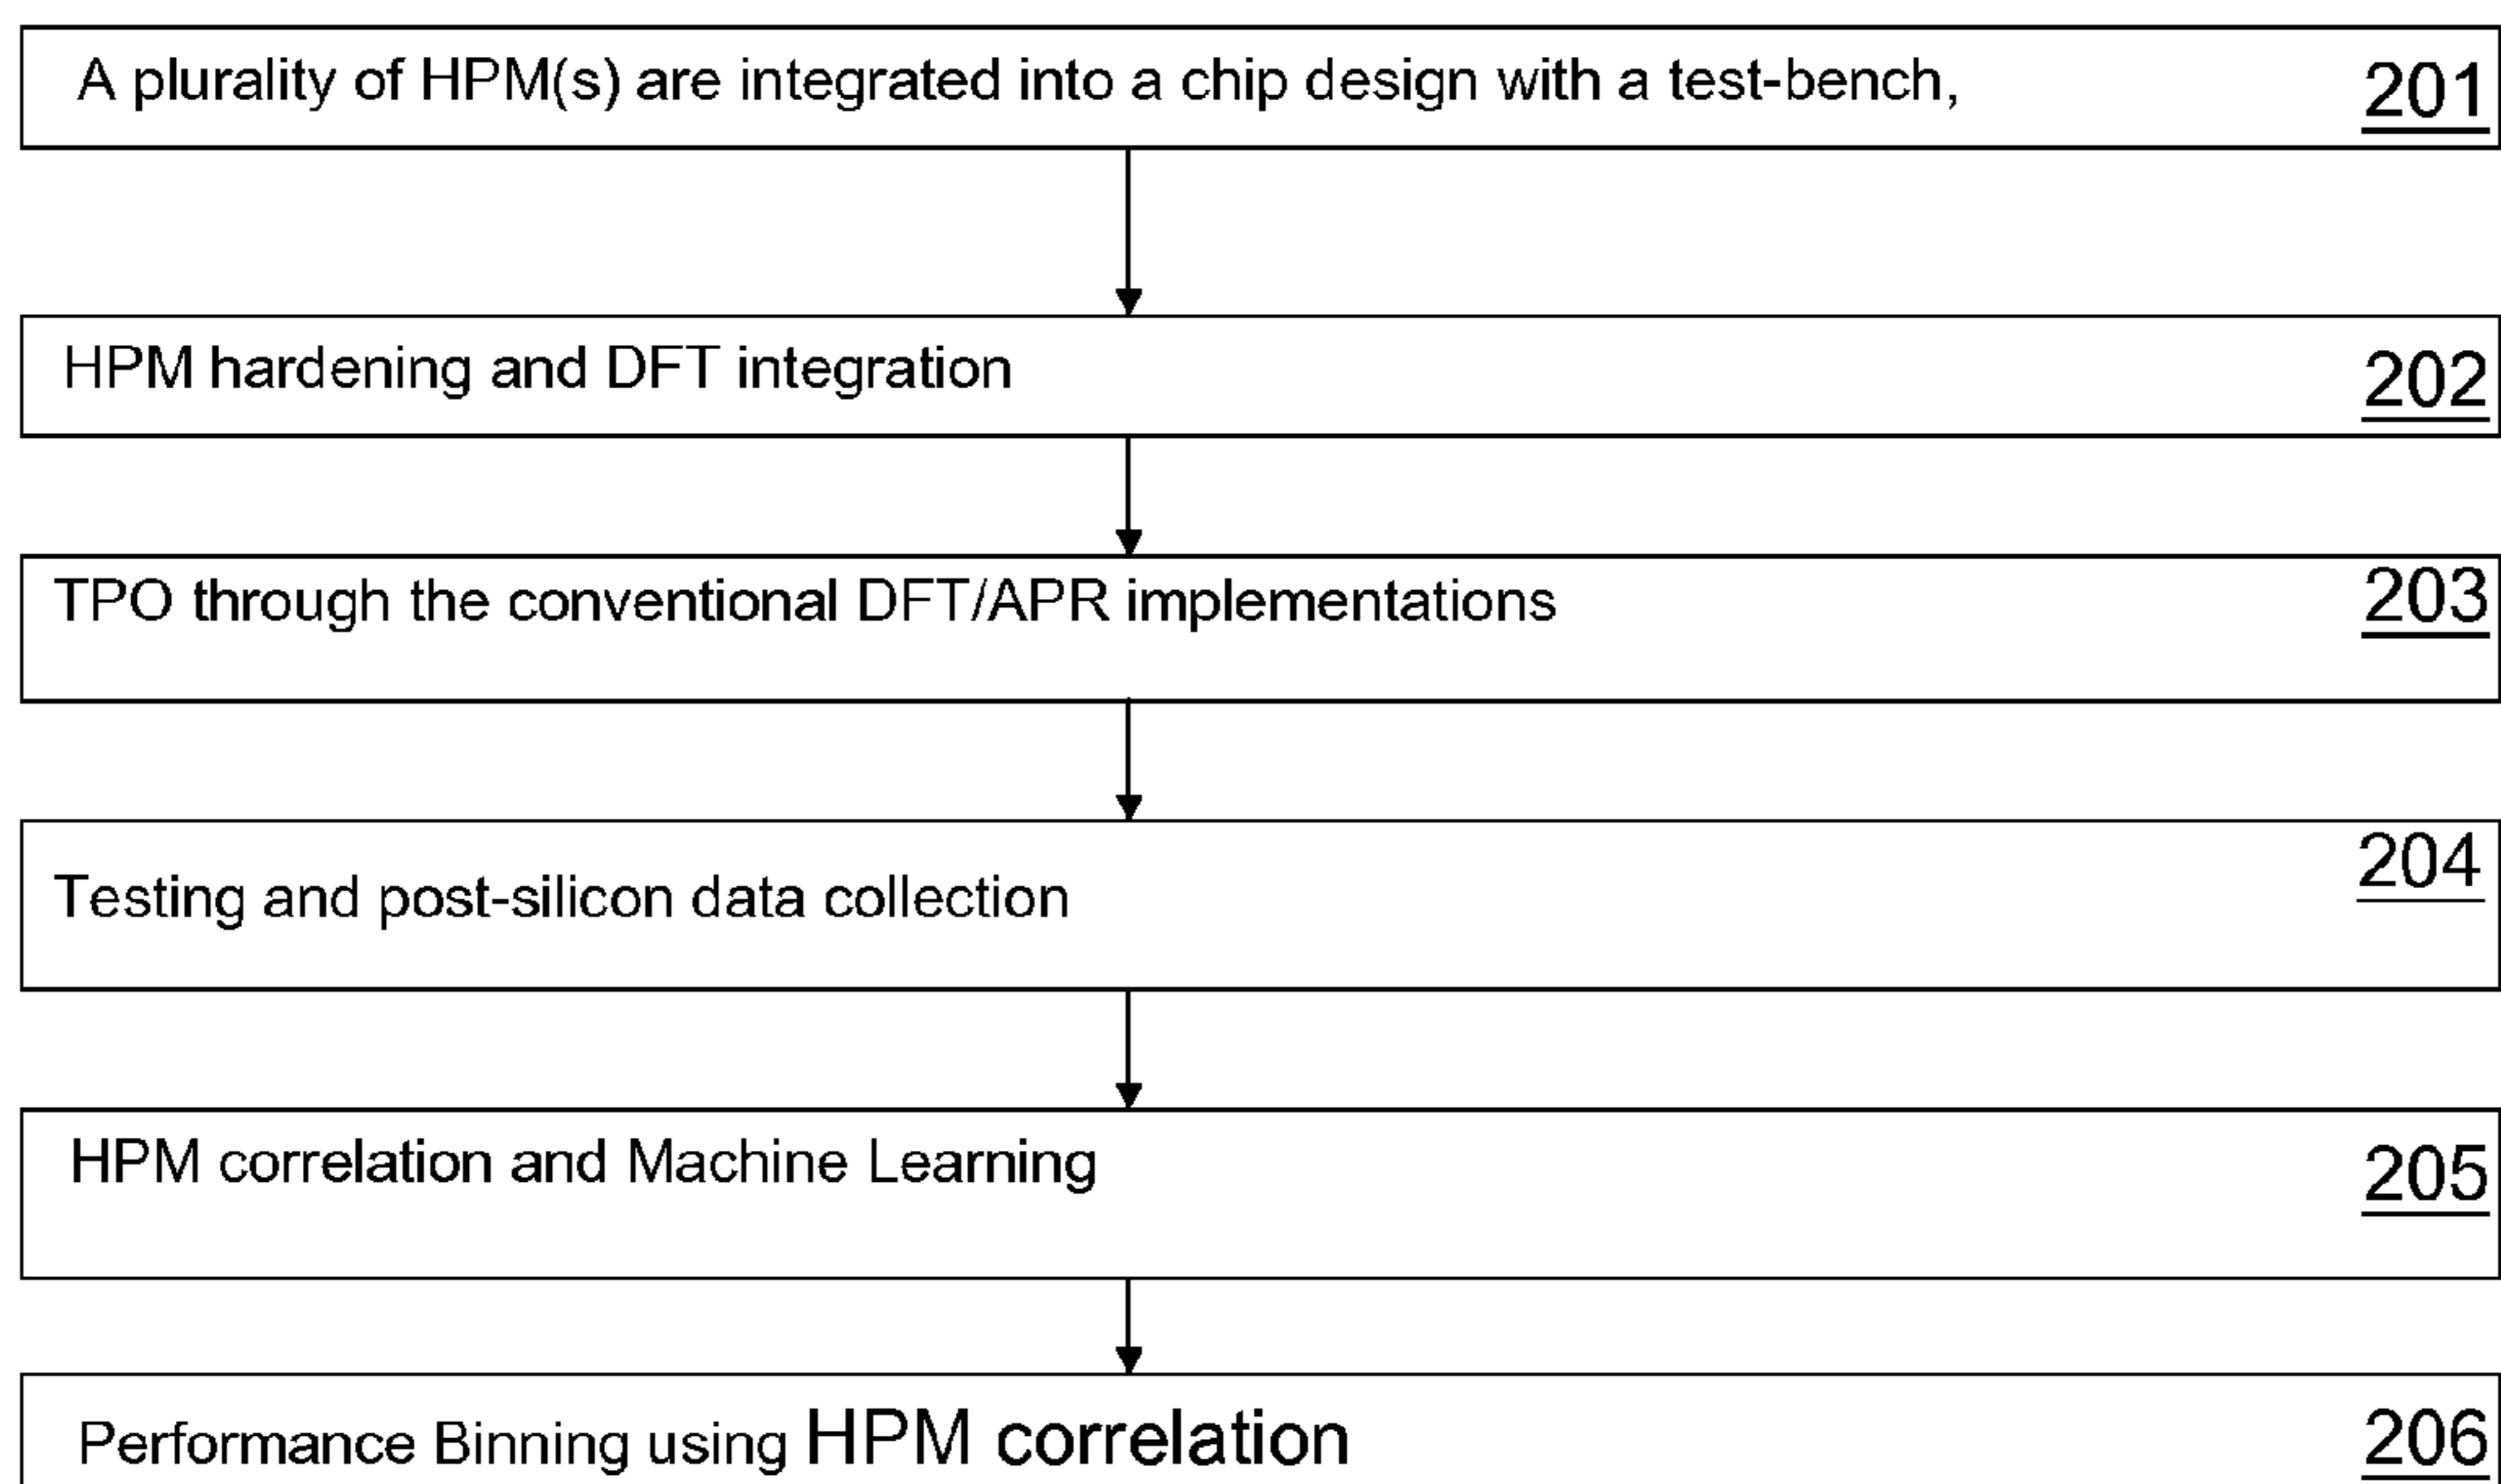 A plurality of HPM(s) are integrated into a chip design with a test-bench, 201
HPM hardening and DFT integration 202
TPO through the conventional DFT/APR implementations 203
Testing and post-silicon data collection 204
HPM correlation and Machine Learning 205
Performance Binning using HPM correlation 206